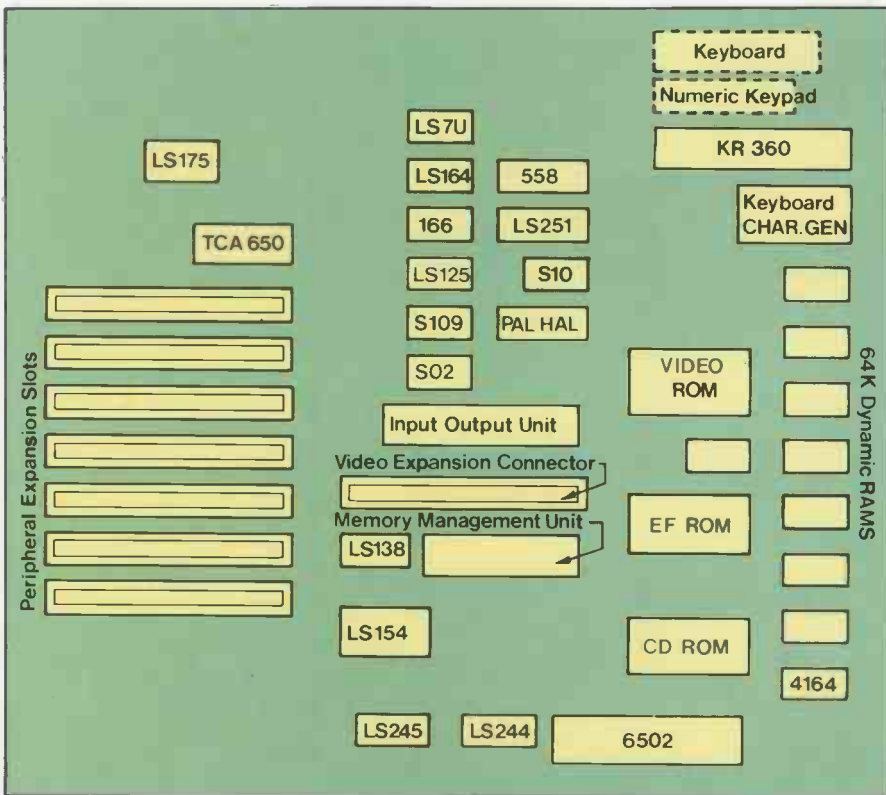 Keyboard
Numeric Keypad
KR 360
Keyboard
CHAR.GEN
LS7U
LS175
LS164
558
166
LS251
TCA 650
LS125
S10
S109
PAL HAL
SO2
VIDEO
ROM
Input Output Unit
Video Expansion Connector
Memory Management Unit
EF ROM
LS138
LS154
CD ROM
4164
LS245
LS244
6502
Peripheral Expansion Slots
64K Dynamic RAMS